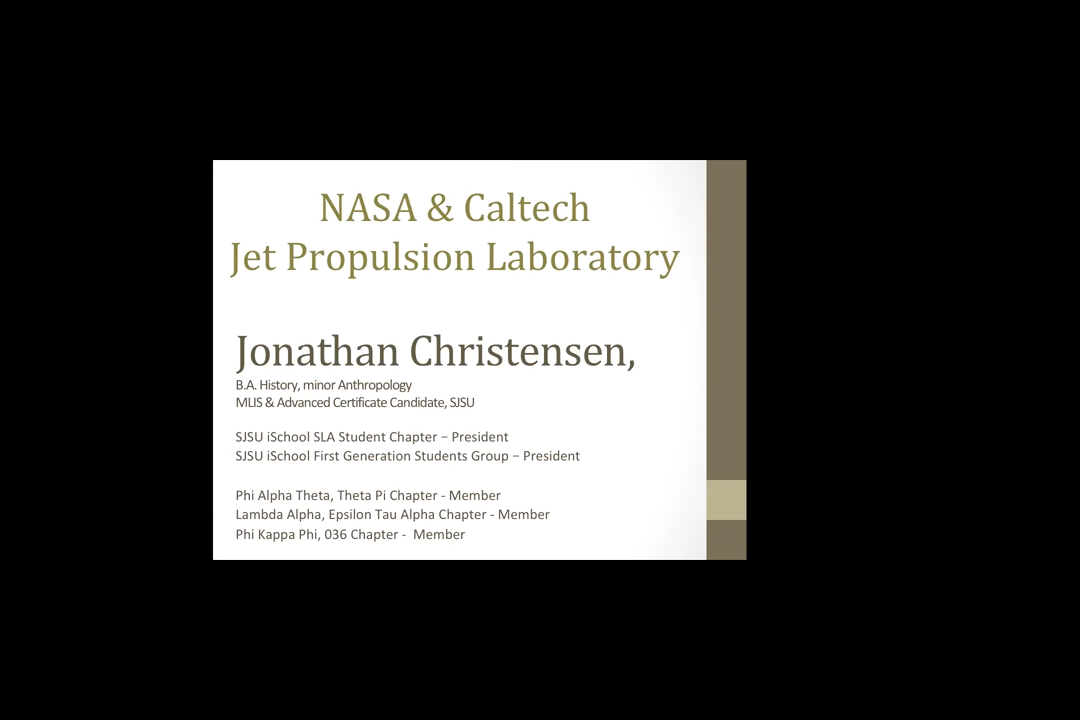 NASA & Caltech
Jet Propulsion Laboratory
Jonathan Christensen,
B.A. History, minor Anthropology
MLIS & Advanced Certificate Candidate, SJSU
SJSU iSchool SLA Student Chapter – President
SJSU iSchool First Generation Students Group – President
Phi Alpha Theta, Theta Pi Chapter - Member
Lambda Alpha, Epsilon Tau Alpha Chapter - Member
Phi Kappa Phi, 036 Chapter -  Member